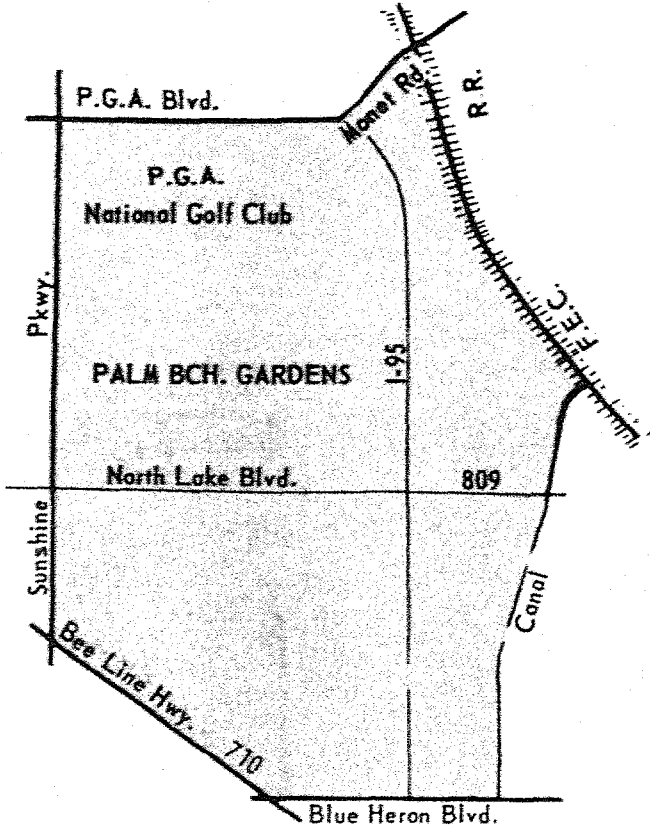 P.G.A. Blvd.
Monet Rd.
R.R.
P.G.A.
National Golf Club
Pkwy.
F.E.C.
I-95
PALM BCH. GARDENS
North Lake Blvd.
809
Sunshine
Canal
Bee Line Hwy.
710
Blue Heron Blvd.